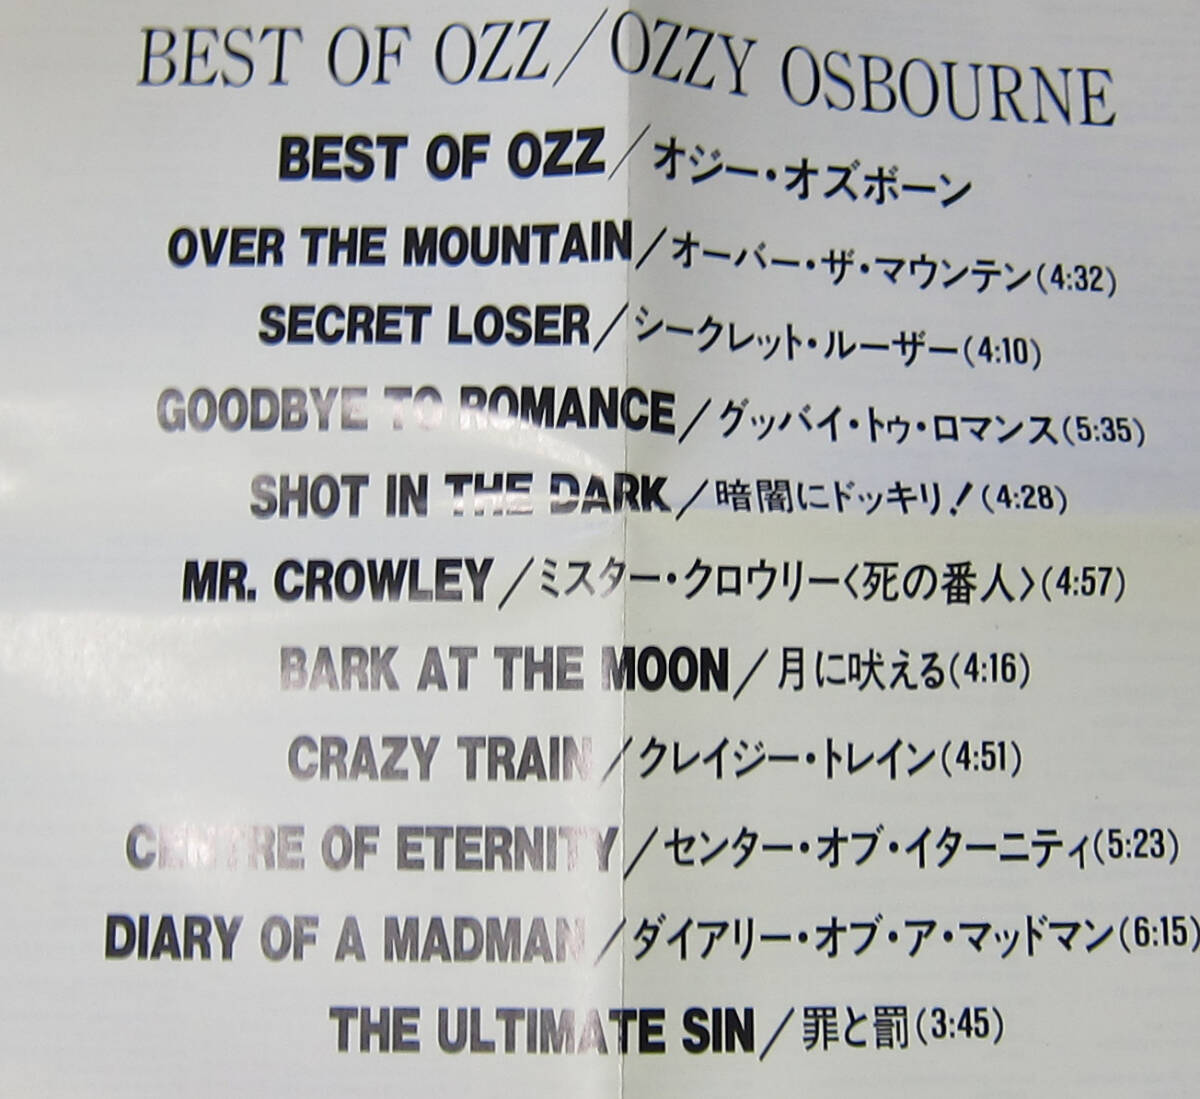 BEST OF OZZ/OZZY OSBOURNE
BEST OF OZZ/オジー・オズボーン
OVER THE MOUNTAIN/オーバー・ザ・マウンテン(4:32)
SECRET LOSER/シークレット・ルーザー(4:10)
GOODBYE TO ROMANCE/グッバイ・トゥ・ロマンス(5:35)
SHOT IN THE DARK/暗闇にドッキリ!(4:28)
MR. CROWLEY/ミスター・クロウリー〈死の番人〉(4:57)
BARK AT THE MOON/月に吠える(4:16)
CRAZY TRAIN/クレイジー・トレイン(4:51)
CENTRE OF ETERNITY/センター・オブ・イターニティ(5:23)
DIARY OF A MADMAN/ダイアリー・オブ・ア・マッドマン(6:15)
THE ULTIMATE SIN/罪と罰(3:45)